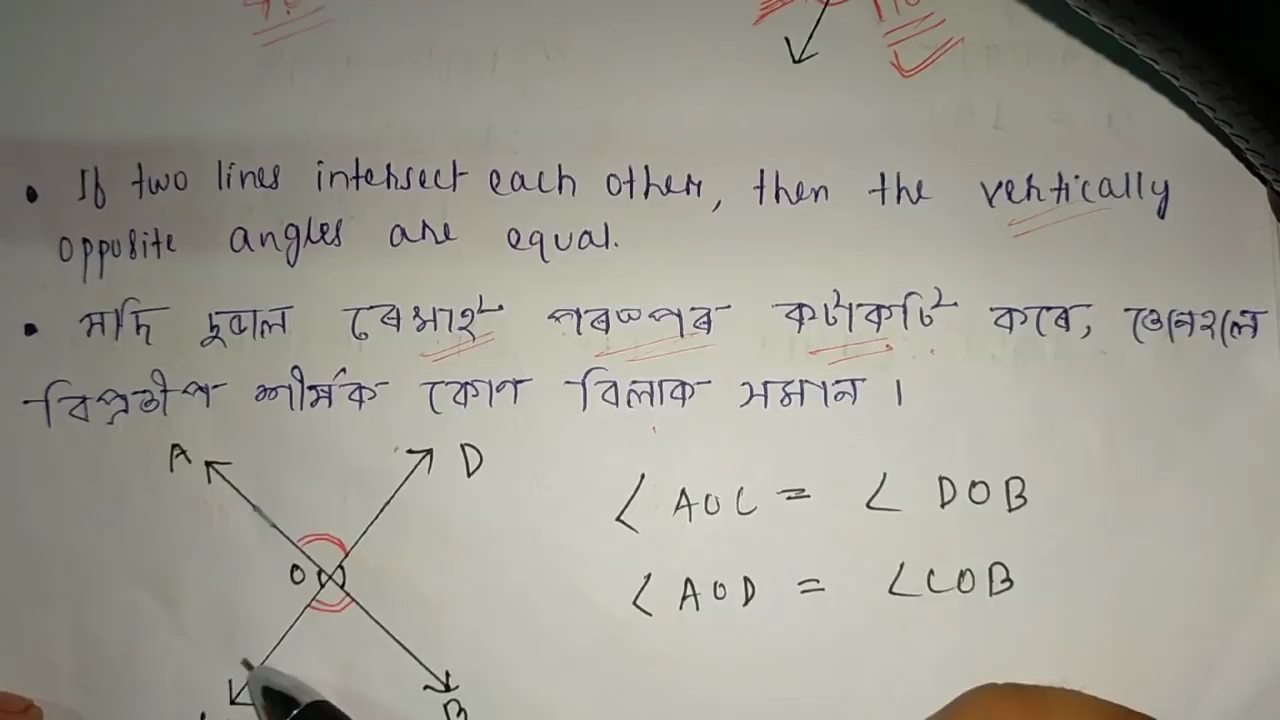 • If two lines intersect each other, then the vertically
opposite angles are equal.
• যদি দুডাল ৰেখাই পৰস্পৰ কটাকটি কৰে, তেনেহলে
বিপ্ৰতীপ শীৰ্ষক কোণ বিলাক সমান ।
A D
∠AOC = ∠DOB
O
∠AOD = ∠COB
B